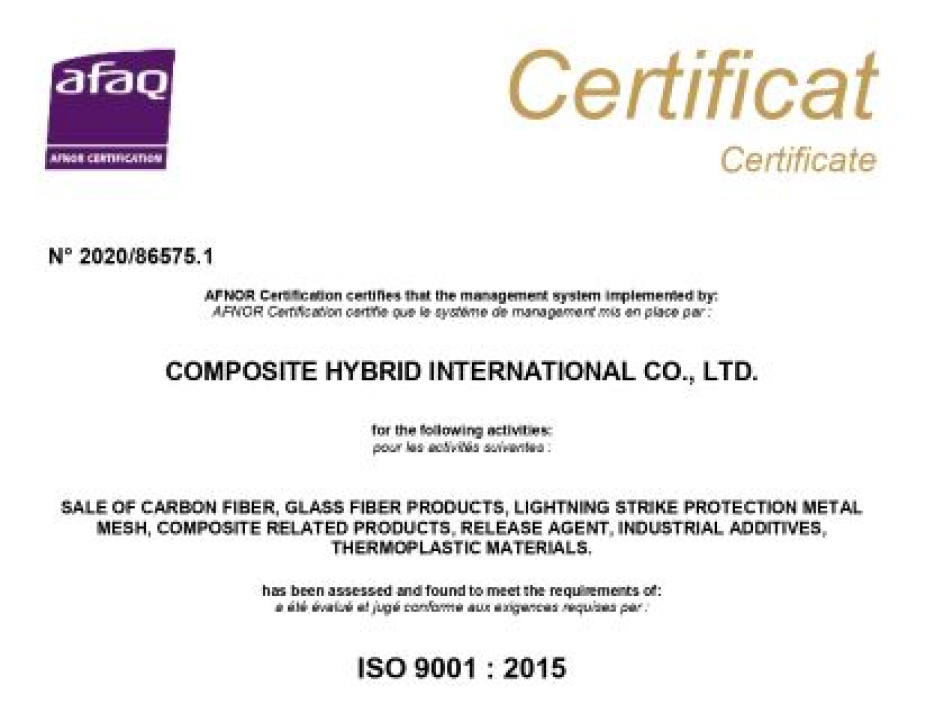 afaq
AFNOR CERTIFICATION
Certificat
Certificate
N° 2020/86575.1
AFNOR Certification certifies that the management system implemented by:
AFNOR Certification certifie que le système de management mis en place par :
COMPOSITE HYBRID INTERNATIONAL CO., LTD.
for the following activities:
pour les activités suivantes :
SALE OF CARBON FIBER, GLASS FIBER PRODUCTS, LIGHTNING STRIKE PROTECTION METAL
MESH, COMPOSITE RELATED PRODUCTS, RELEASE AGENT, INDUSTRIAL ADDITIVES,
THERMOPLASTIC MATERIALS.
has been assessed and found to meet the requirements of:
a été évalué et jugé conforme aux exigences requises par :
ISO 9001 : 2015